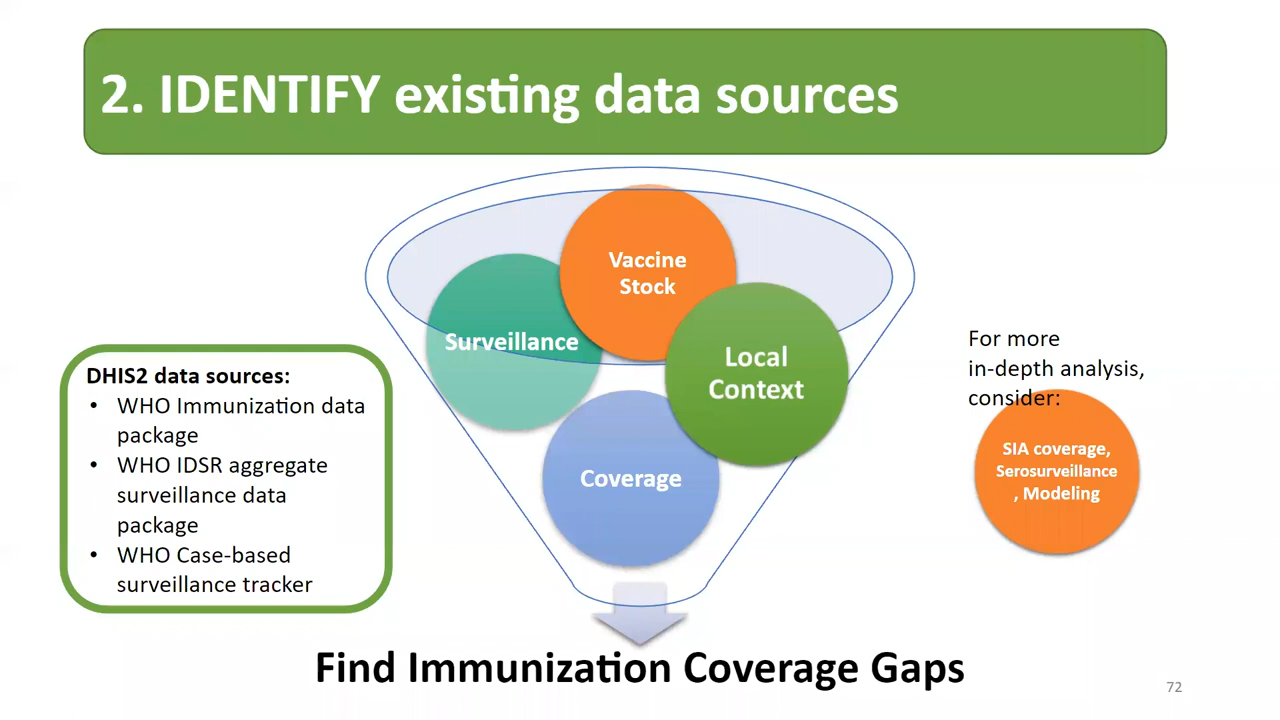 2. IDENTIFY existing data sources
Vaccine
Stock
Surveillance
Local
Context
Coverage
DHIS2 data sources:
• WHO Immunization data
package
• WHO IDSR aggregate
surveillance data
package
• WHO Case-based
surveillance tracker
For more
in-depth analysis,
consider:
SIA coverage,
Serosurveillance
, Modeling
Find Immunization Coverage Gaps
72